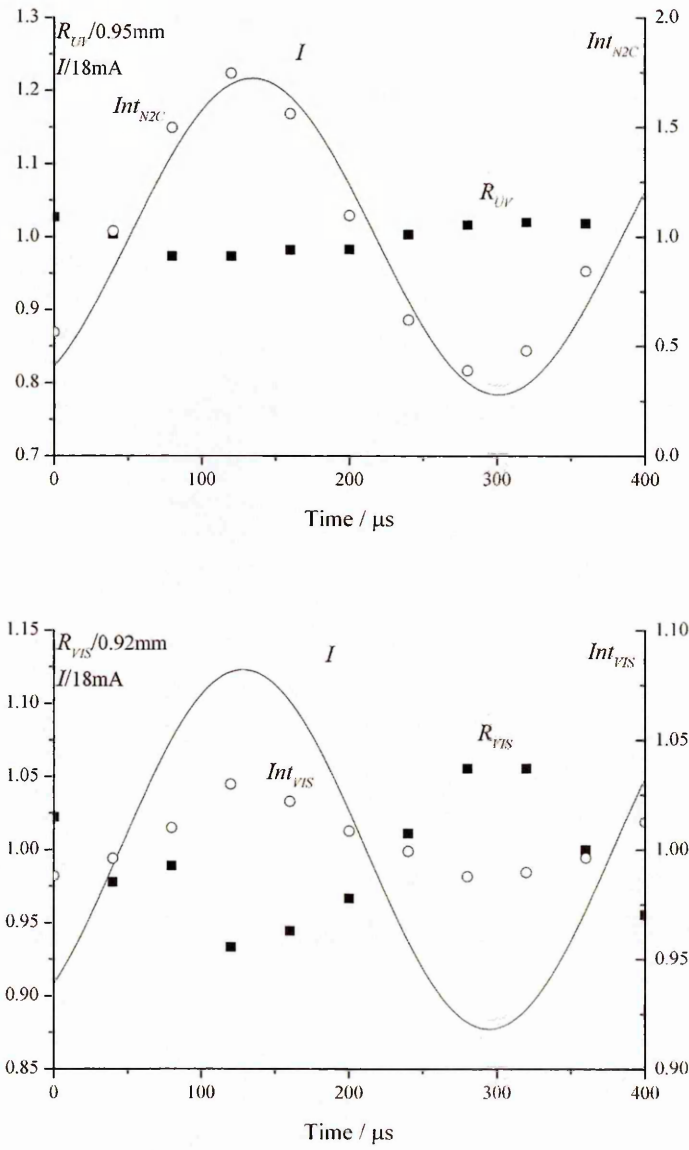 1.3
2.0
R_UV/0.95mm
I
Int_N2C
I/18mA
1.2
Int_N2C
1.5
1.1
R_UV
1.0
1.0
0.9
0.5
0.8
0.7
0.0
0
100
200
300
400
Time / μs
1.15
1.10
R_VIS/0.92mm
I
Int_VIS
I/18mA
1.10
R_VIS
1.05
Int_VIS
1.05
1.00
1.00
0.95
0.95
0.90
0.85
0.90
0
100
200
300
400
Time / μs